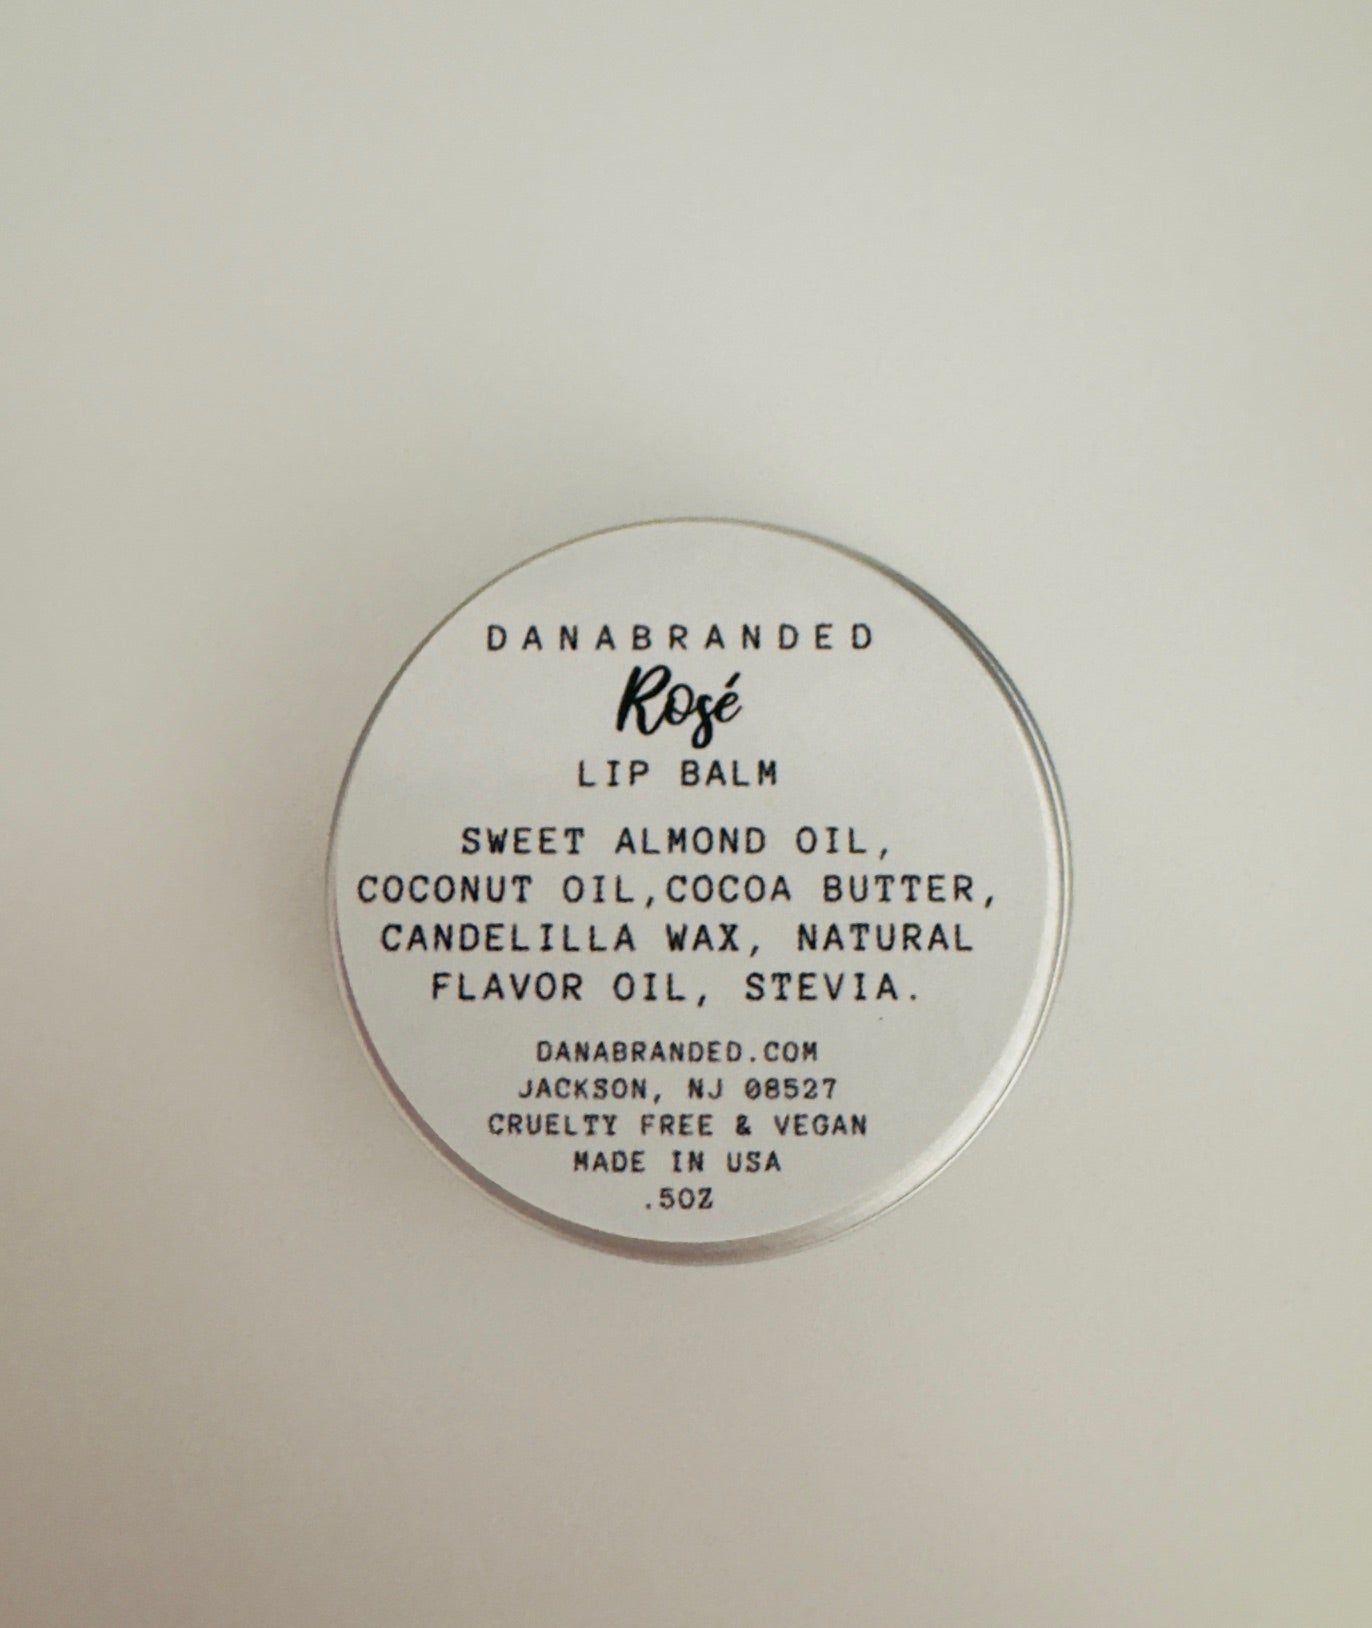 DANABRANDED
Rosé
LIP BALM
SWEET ALMOND OIL,
COCONUT OIL,COCOA BUTTER,
CANDELILLA WAX, NATURAL
FLAVOR OIL, STEVIA.
DANABRANDED.COM
JACKSON, NJ 08527
CRUELTY FREE & VEGAN
MADE IN USA
.5OZ